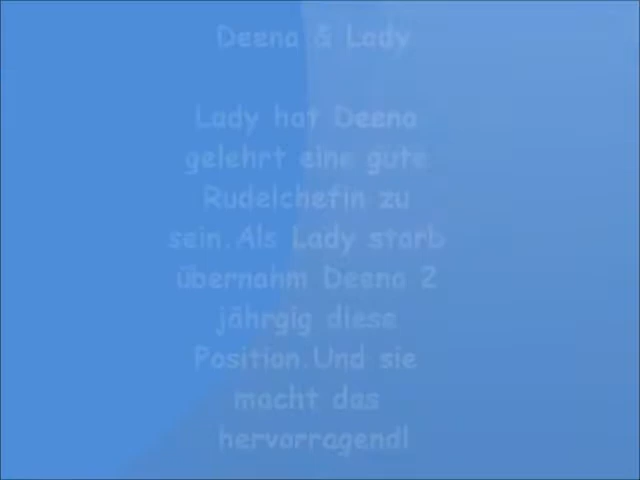 Deena & Lady
Lady hat Deena
gelehrt eine gute
Rudelchefin zu
sein.Als Lady starb
übernahm Deena 2
jährgig diese
Position.Und sie
macht das
hervorragend!